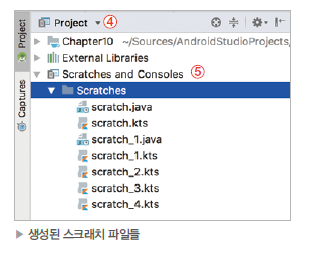 Project ④
Project
Captures
Chapter10 ~/Sources/AndroidStudioProjects,
External Libraries
Scratches and Consoles ⑤
Scratches
scratch.java
scratch.kts
scratch_1.java
scratch_1.kts
scratch_2.kts
scratch_3.kts
scratch_4.kts
▶ 생성된 스크래치 파일들